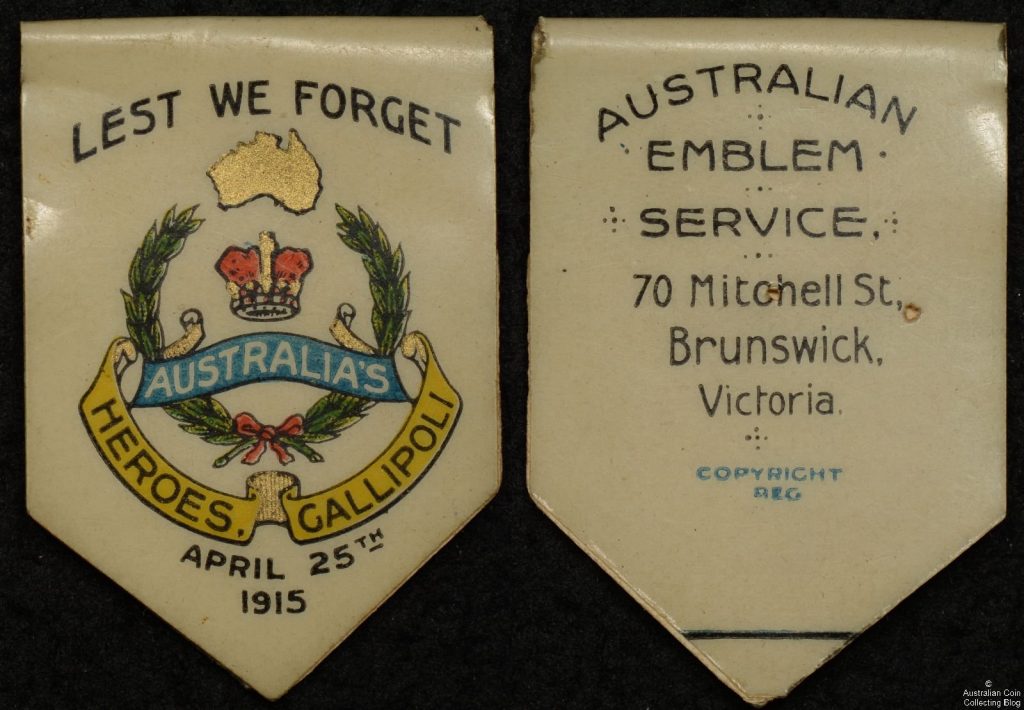 LEST WE FORGET
AUSTRALIA'S
HEROES, GALLIPOLI
APRIL 25TH
1915
AUSTRALIAN
EMBLEM
SERVICE.
70 Mitchell St,
Brunswick,
Victoria.
COPYRIGHT
REG
©
Australian Coin
Collecting Blog